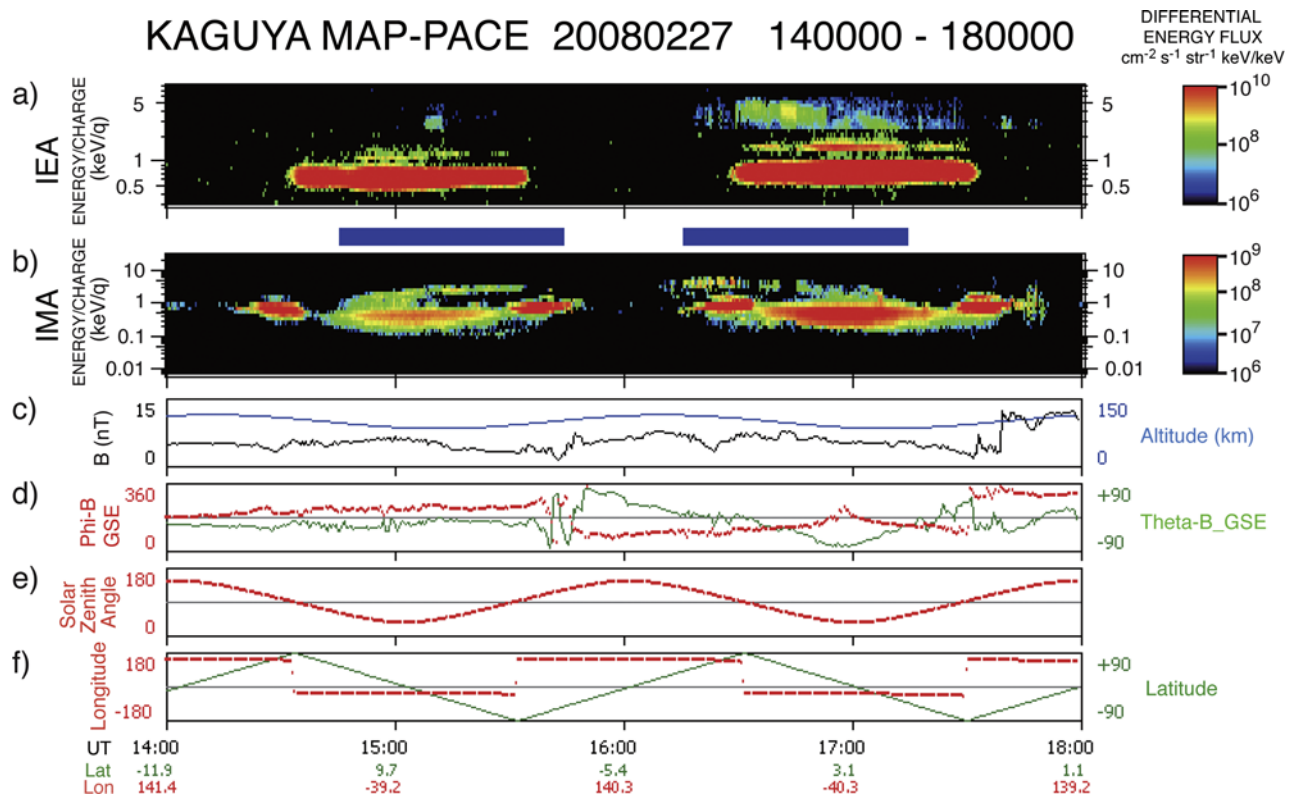 KAGUYA MAP-PACE 20080227 140000 - 180000
DIFFERENTIAL
ENERGY FLUX
cm-2 s-1 str-1 keV/keV
a)
IEA
ENERGY/CHARGE
(keV/q)
5
1
0.5
5
1
0.5
10^10
10^8
10^6
b)
IMA
ENERGY/CHARGE
(keV/q)
10
1
0.1
0.01
10
1
0.1
0.01
10^9
10^8
10^7
10^6
c)
B (nT)
15
0
150
0
Altitude (km)
d)
Phi-B
GSE
360
0
+90
-90
Theta-B_GSE
e)
Solar
Zenith
Angle
180
0
f)
Longitude
180
-180
+90
-90
Latitude
UT 14:00 15:00 16:00 17:00 18:00
Lat -11.9 9.7 -5.4 3.1 1.1
Lon 141.4 -39.2 140.3 -40.3 139.2